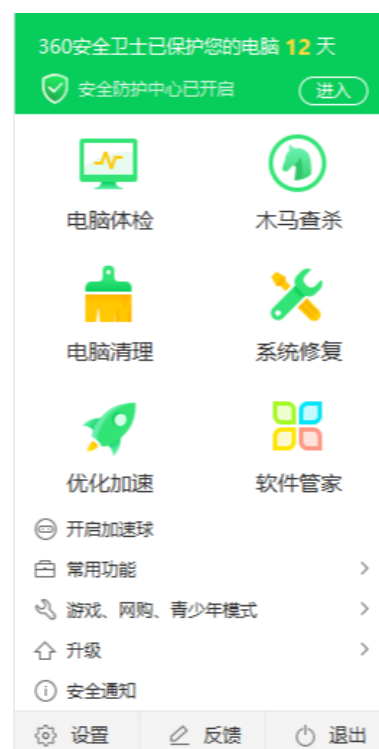 360安全卫士已保护您的电脑 12 天
安全防护中心已开启 进入
电脑体检 木马查杀
电脑清理 系统修复
优化加速 软件管家
开启加速球
常用功能
游戏、网购、青少年模式
升级
安全通知
设置 反馈 退出